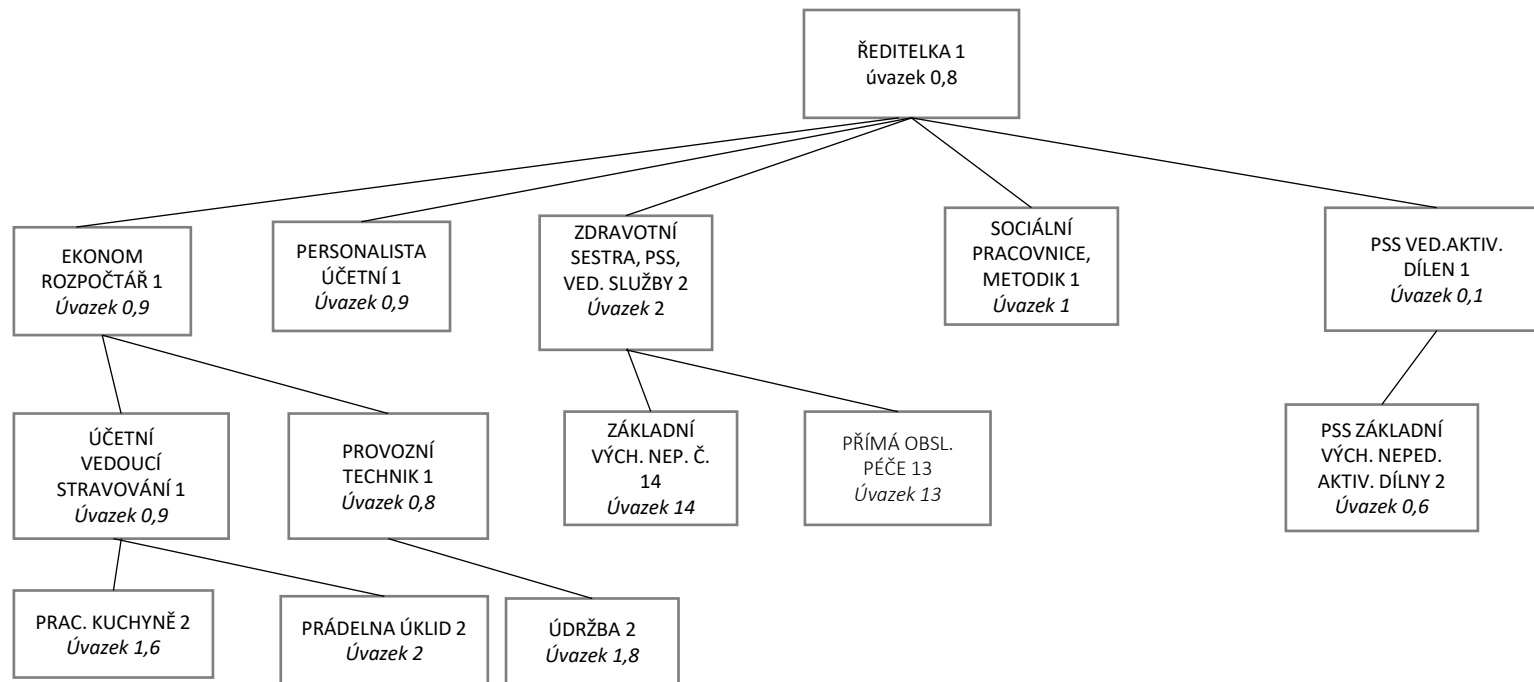 ŘEDITELKA 1
úvazek 0,8
EKONOM
ROZPOČTÁŘ 1
Úvazek 0,9
PERSONALISTA
ÚČETNÍ 1
Úvazek 0,9
ZDRAVOTNÍ
SESTRA, PSS,
VED. SLUŽBY 2
Úvazek 2
SOCIÁLNÍ
PRACOVNICE,
METODIK 1
Úvazek 1
PSS VED.AKTIV.
DÍLEN 1
Úvazek 0,1
ÚČETNÍ
VEDOUCÍ
STRAVOVÁNÍ 1
Úvazek 0,9
PROVOZNÍ
TECHNIK 1
Úvazek 0,8
ZÁKLADNÍ
VÝCH. NEP. Č.
14
Úvazek 14
PŘÍMÁ OBSL.
PÉČE 13
Úvazek 13
PSS ZÁKLADNÍ
VÝCH. NEPED.
AKTIV. DÍLNY 2
Úvazek 0,6
PRAC. KUCHYNĚ 2
Úvazek 1,6
PRÁDELNA ÚKLID 2
Úvazek 2
ÚDRŽBA 2
Úvazek 1,8